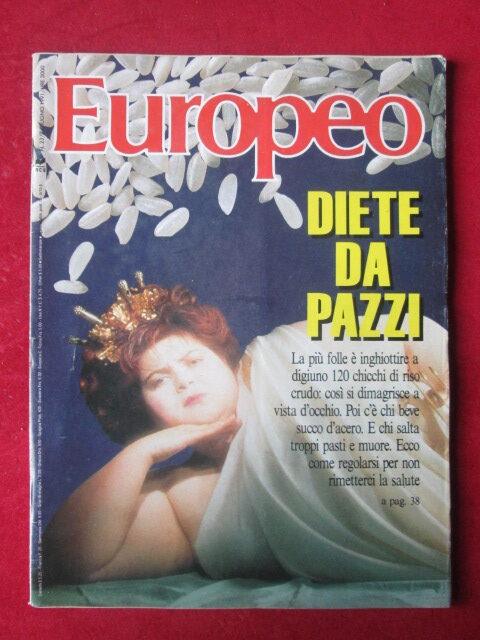 Europeo
DIETE
DA
PAZZI
La più folle è inghiottire a
digiuno 120 chicchi di riso
crudo: così si dimagrisce a
vista d'occhio. Poi c'è chi beve
succo d'acero. E chi salta
troppi pasti e muore. Ecco
come regolarsi per non
rimetterci la salute
a pag. 38